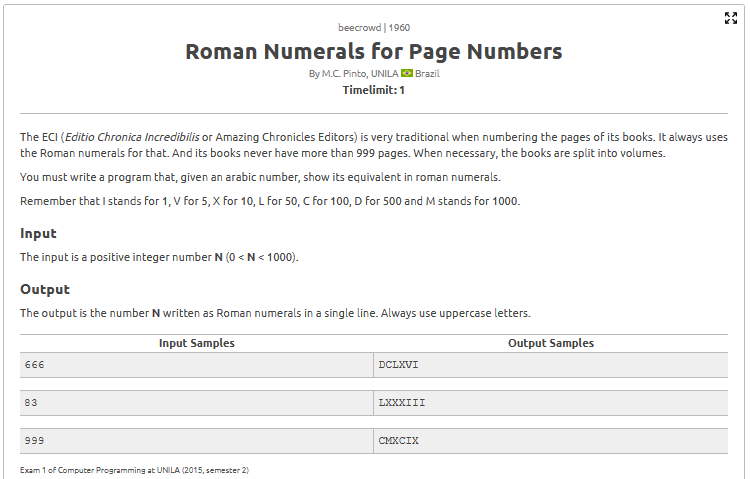 beecrowd | 1960
Roman Numerals for Page Numbers
By M.C. Pinto, UNILA Brazil
Timelimit: 1
The ECI (Editio Chronica Incredibilis or Amazing Chronicles Editors) is very traditional when numbering the pages of its books. It always uses
the Roman numerals for that. And its books never have more than 999 pages. When necessary, the books are split into volumes.
You must write a program that, given an arabic number, show its equivalent in roman numerals.
Remember that I stands for 1, V for 5, X for 10, L for 50, C for 100, D for 500 and M stands for 1000.
Input
The input is a positive integer number N (0 < N < 1000).
Output
The output is the number N written as Roman numerals in a single line. Always use uppercase letters.
Input Samples Output Samples
666 DCLXVI
83 LXXXIII
999 CMXCIX
Exam 1 of Computer Programming at UNILA (2015, semester 2)